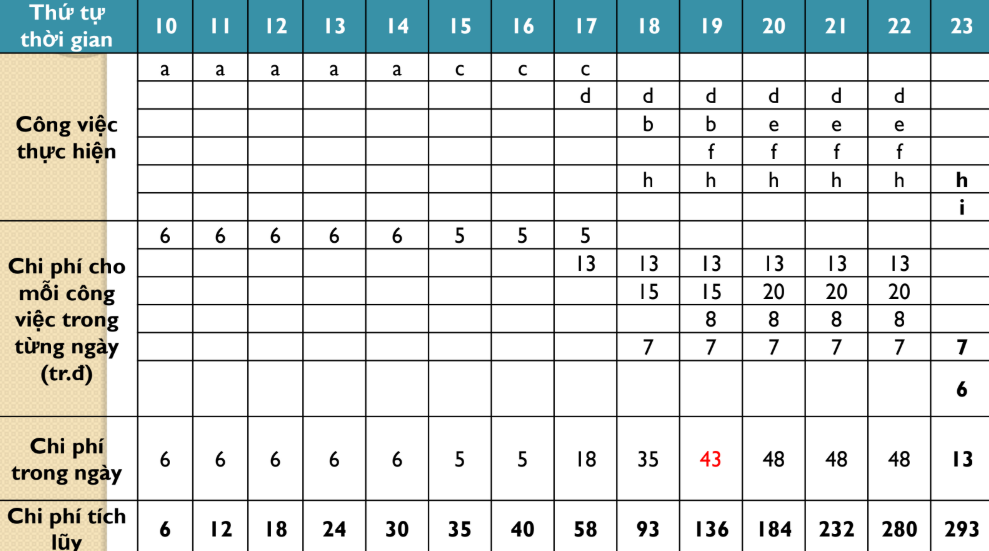 Thứ tự thời gian 10 11 12 13 14 15 16 17 18 19 20 21 22 23
Công việc thực hiện
a a a a a c c c
d d d d d d
b b e e e
f f f f
h h h h h h
i
Chi phí cho mỗi công việc trong từng ngày (tr.đ)
6 6 6 6 6 5 5 5
13 13 13 13 13 13
15 15 20 20 20
8 8 8 8
7 7 7 7 7 7
6
Chi phí trong ngày 6 6 6 6 6 5 5 18 35 43 48 48 48 13
Chi phí tích lũy 6 12 18 24 30 35 40 58 93 136 184 232 280 293